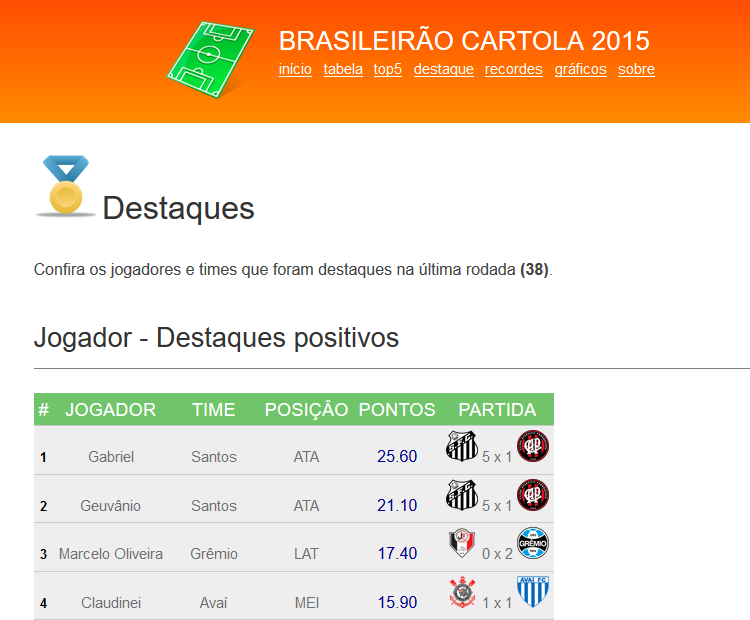 BRASILEIRÃO CARTOLA 2015
início tabela top5 destaque recordes gráficos sobre
Destaques
Confira os jogadores e times que foram destaques na última rodada (38).
Jogador - Destaques positivos
# JOGADOR TIME POSIÇÂO PONTOS PARTIDA
1 Gabriel Santos ATA 25.60 5 x 1
2 Geuvânio Santos ATA 21.10 5 x 1
3 Marcelo Oliveira Grêmio LAT 17.40 0 x 2 GRÊMIO
4 Claudinei Avaí MEI 15.90 1 x 1 AVAÍ FC